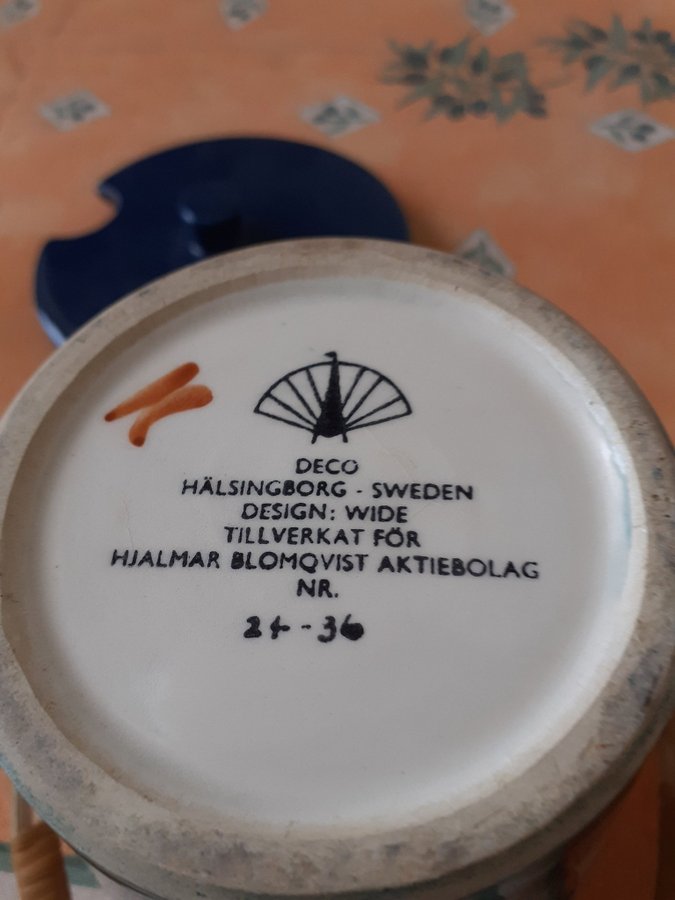 DECO
HÄLSINGBORG - SWEDEN
DESIGN: WIDE
TILLVERKAT FÖR
HJALMAR BLOMQVIST AKTIEBOLAG
NR.
24-36